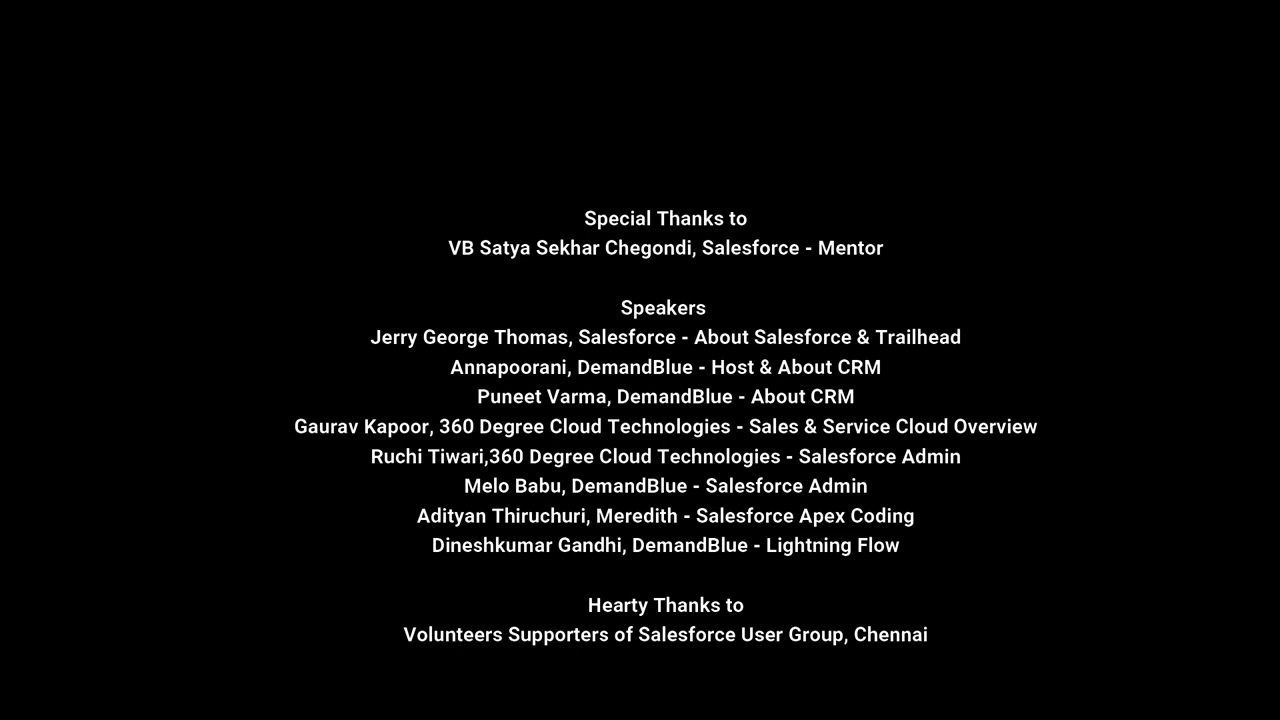 Special Thanks to
VB Satya Sekhar Chegondi, Salesforce - Mentor
Speakers
Jerry George Thomas, Salesforce - About Salesforce & Trailhead
Annapoorani, DemandBlue - Host & About CRM
Puneet Varma, DemandBlue - About CRM
Gaurav Kapoor, 360 Degree Cloud Technologies - Sales & Service Cloud Overview
Ruchi Tiwari,360 Degree Cloud Technologies - Salesforce Admin
Melo Babu, DemandBlue - Salesforce Admin
Adityan Thiruchuri, Meredith - Salesforce Apex Coding
Dineshkumar Gandhi, DemandBlue - Lightning Flow
Hearty Thanks to
Volunteers Supporters of Salesforce User Group, Chennai